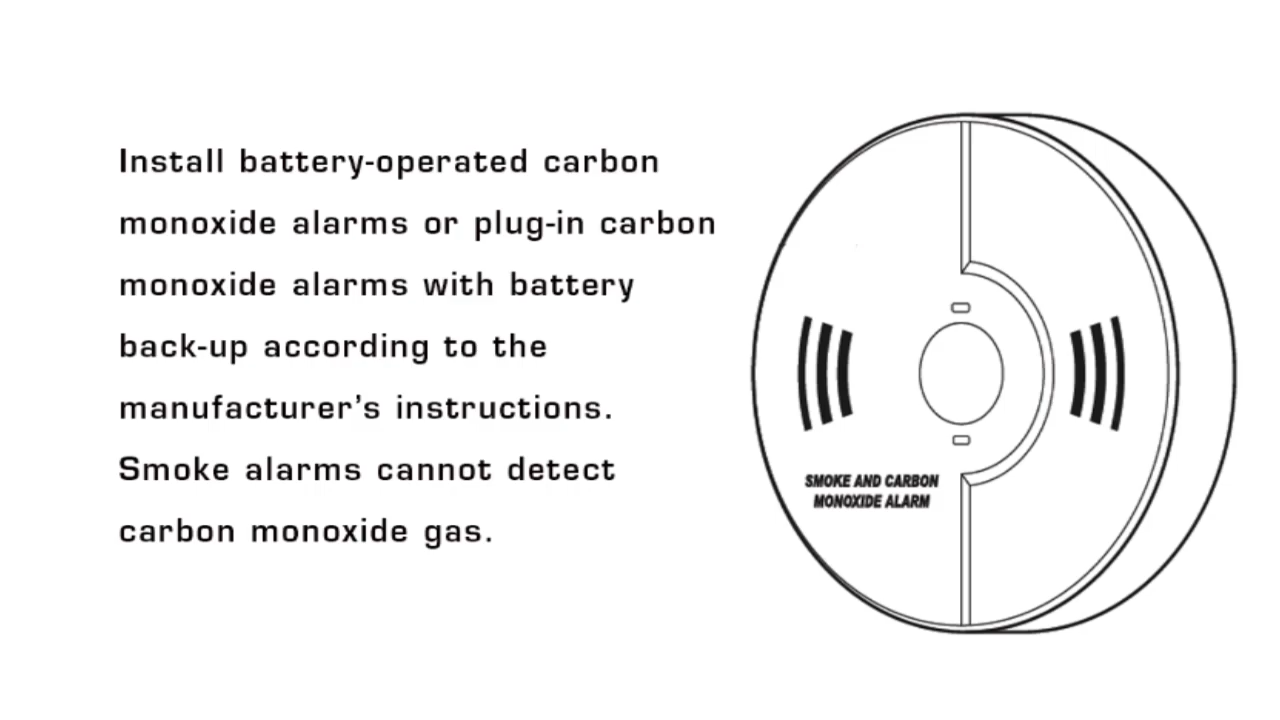 Install battery-operated carbon
monoxide alarms or plug-in carbon
monoxide alarms with battery
back-up according to the
manufacturer’s instructions.
Smoke alarms cannot detect
carbon monoxide gas.
SMOKE AND CARBON
MONOXIDE ALARM